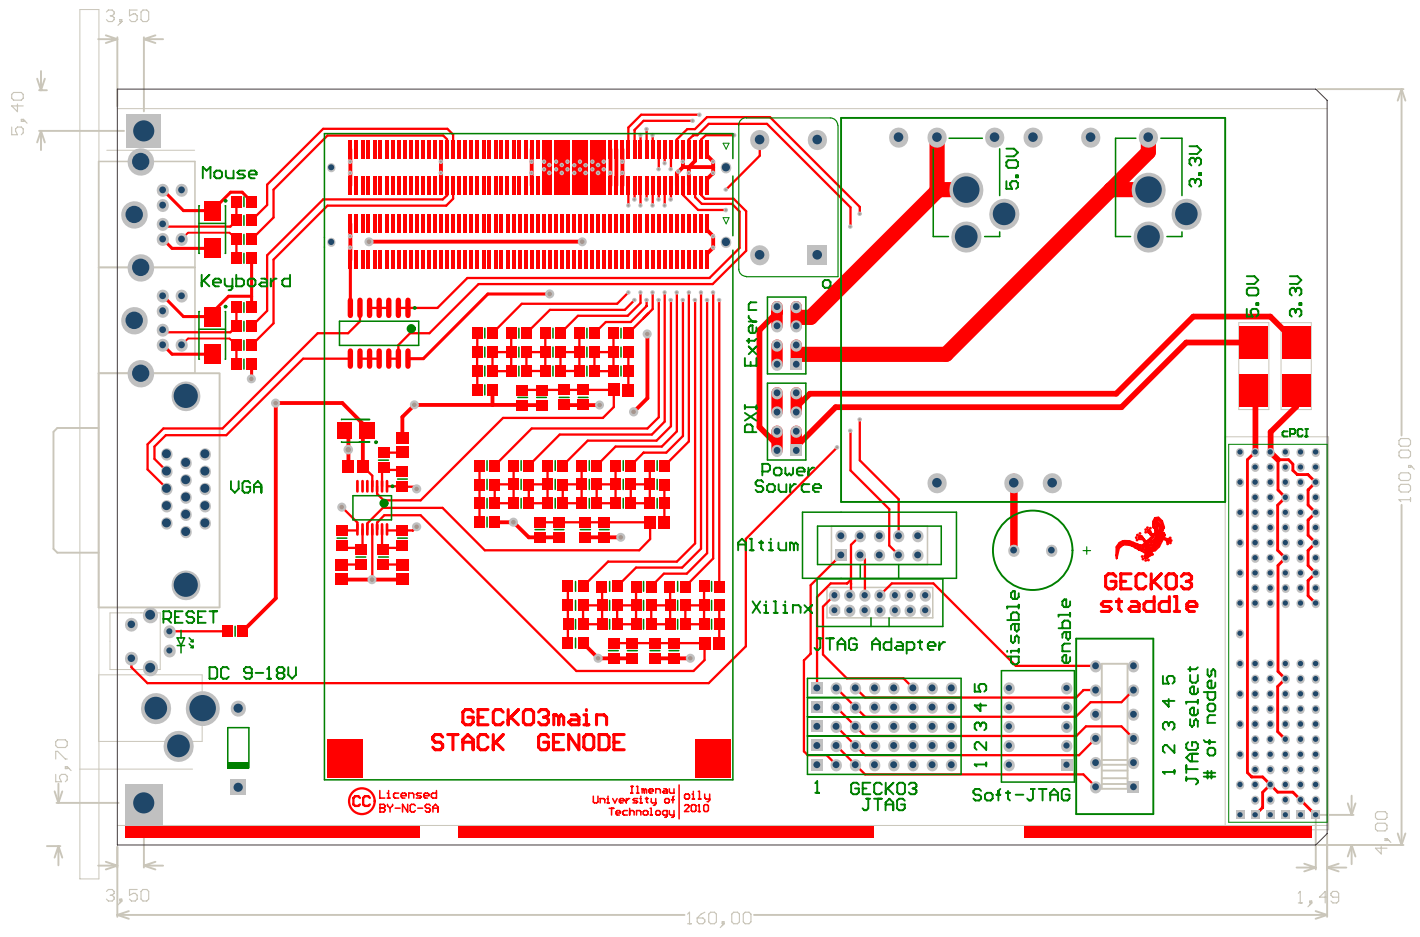 3,50
5,40
Mouse
5.0V
3.3V
Keyboard
5.0V
3.3V
Extern
PXI
cPCI
Power
Source
VGA
Altium
100,00
GECKO3
staddle
RESET
Xilinx
disable
enable
JTAG Adapter
DC 9-18V
1 2 3 4 5
1 2 3 4 5
JTAG select
# of nodes
GECKO3main
STACK GENODE
5,70
Licensed
BY-NC-SA
cc
Ilmenau
University of
Technology
oily
2010
1
GECKO3
JTAG
Soft-JTAG
4,00
3,50
1,49
160,00